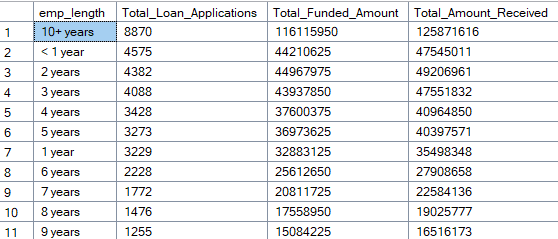 emp_length Total_Loan_Applications Total_Funded_Amount Total_Amount_Received
1 10+ years 8870 116115950 125871616
2 < 1 year 4575 44210625 47545011
3 2 years 4382 44967975 49206961
4 3 years 4088 43937850 47551832
5 4 years 3428 37600375 40964850
6 5 years 3273 36973625 40397571
7 1 year 3229 32883125 35498348
8 6 years 2228 25612650 27908658
9 7 years 1772 20811725 22584136
10 8 years 1476 17558950 19025777
11 9 years 1255 15084225 16516173